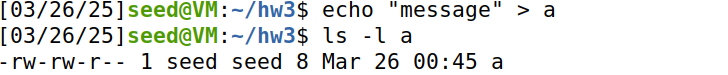 [03/26/25]seed@VM:~/hw3$ echo "message" > a
[03/26/25]seed@VM:~/hw3$ ls -l a
-rw-rw-r-- 1 seed seed 8 Mar 26 00:45 a